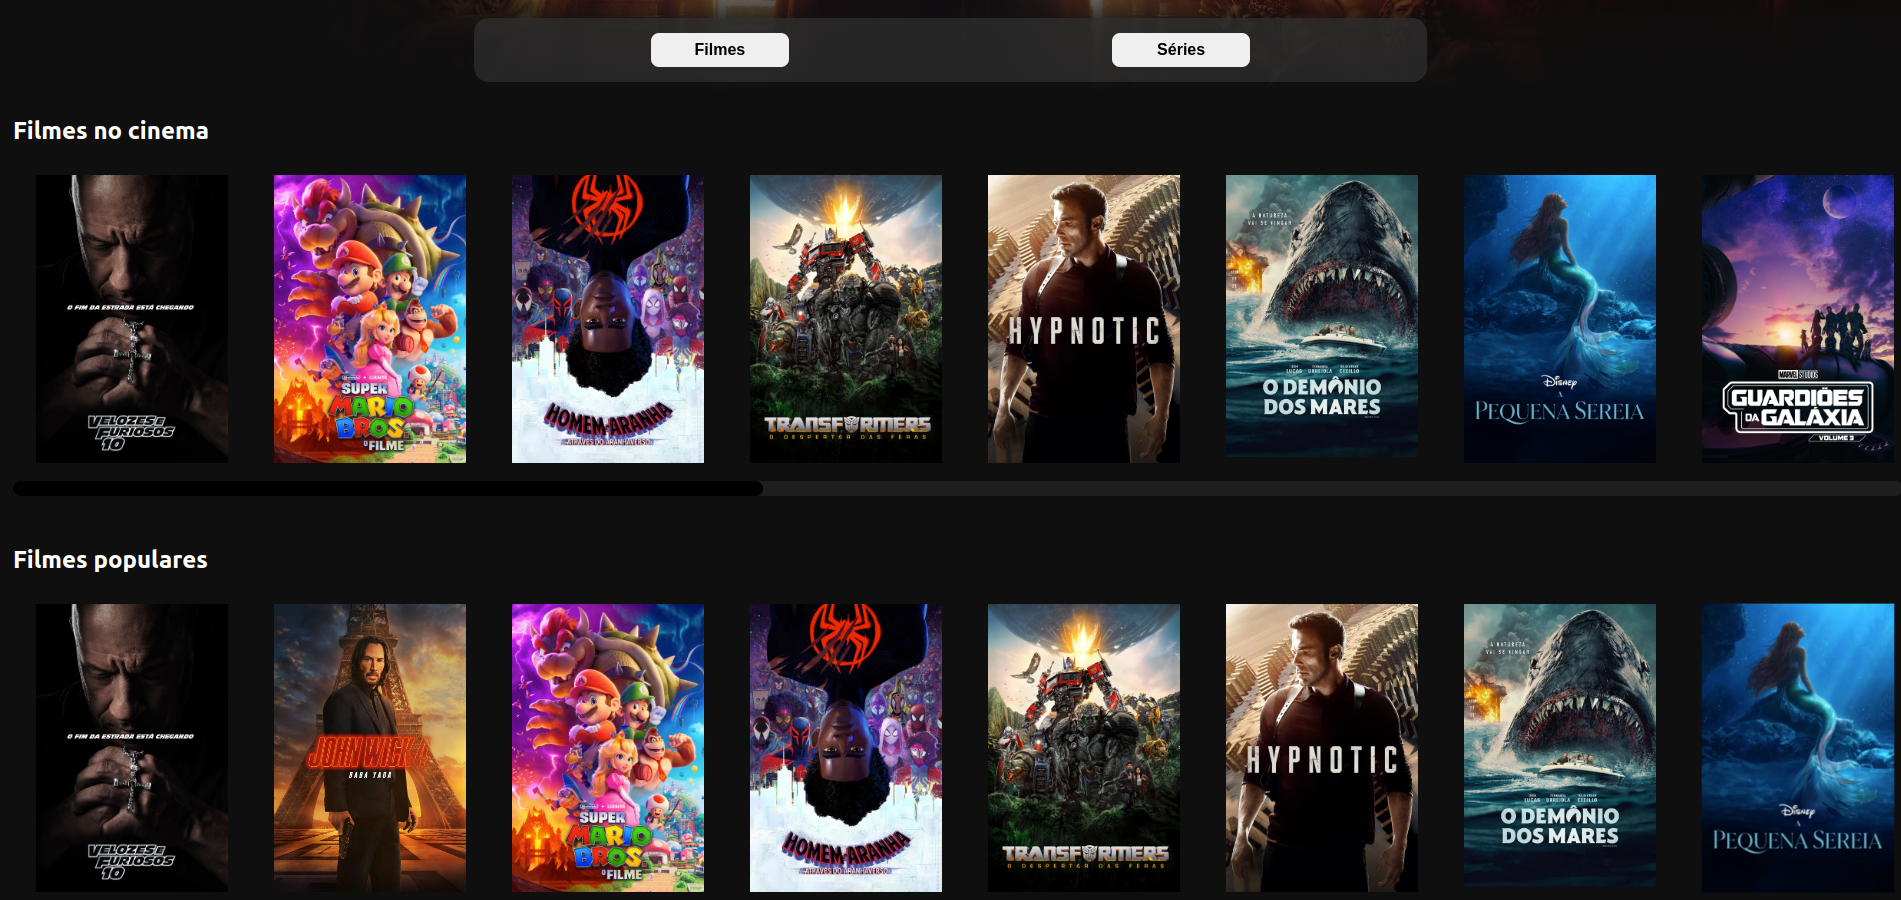 Filmes
Séries
Filmes no cinema
O FIM DA ESTRADA ESTÁ CHEGANDO
VELOZES E
FURIOSOS
10
SUPER
MARIO
BROS.
O FILME
HOMEM-ARANHA
ATRAVÉS DO ARANHAVERSO
TRANSFORMERS
O DESPERTAR DAS FERAS
HYPNOTIC
A NATUREZA
VAI SE VINGAR
O DEMÔNIO
DOS MARES
Disney
A
PEQUENA SEREIA
MARVEL STUDIOS
GUARDIÕES
DA GALÁXIA
VOLUME 3
Filmes populares
O FIM DA ESTRADA ESTÁ CHEGANDO
VELOZES E
FURIOSOS
10
JOHN WICK 4
BABA YAGA
SUPER
MARIO
BROS.
O FILME
HOMEM-ARANHA
ATRAVÉS DO ARANHAVERSO
TRANSFORMERS
O DESPERTAR DAS FERAS
HYPNOTIC
A NATUREZA
VAI SE VINGAR
O DEMÔNIO
DOS MARES
Disney
A
PEQUENA SEREIA